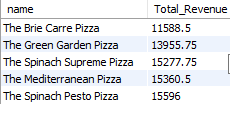 name Total_Revenue
The Brie Carre Pizza 11588.5
The Green Garden Pizza 13955.75
The Spinach Supreme Pizza 15277.75
The Mediterranean Pizza 15360.5
The Spinach Pesto Pizza 15596